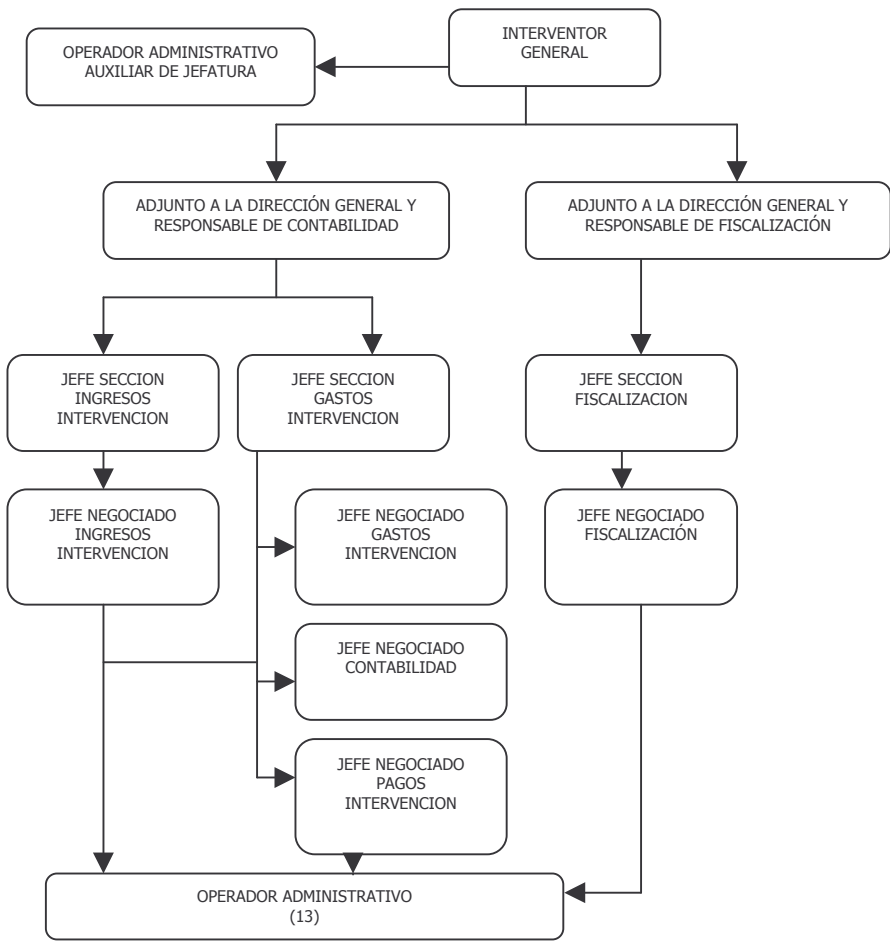 INTERVENTOR
GENERAL
OPERADOR ADMINISTRATIVO
AUXILIAR DE JEFATURA
ADJUNTO A LA DIRECCIÓN GENERAL Y
RESPONSABLE DE CONTABILIDAD
ADJUNTO A LA DIRECCIÓN GENERAL Y
RESPONSABLE DE FISCALIZACIÓN
JEFE SECCION
INGRESOS
INTERVENCION
JEFE SECCION
GASTOS
INTERVENCION
JEFE SECCION
FISCALIZACION
JEFE NEGOCIADO
INGRESOS
INTERVENCION
JEFE NEGOCIADO
GASTOS
INTERVENCION
JEFE NEGOCIADO
FISCALIZACIÓN
JEFE NEGOCIADO
CONTABILIDAD
JEFE NEGOCIADO
PAGOS
INTERVENCION
OPERADOR ADMINISTRATIVO
(13)